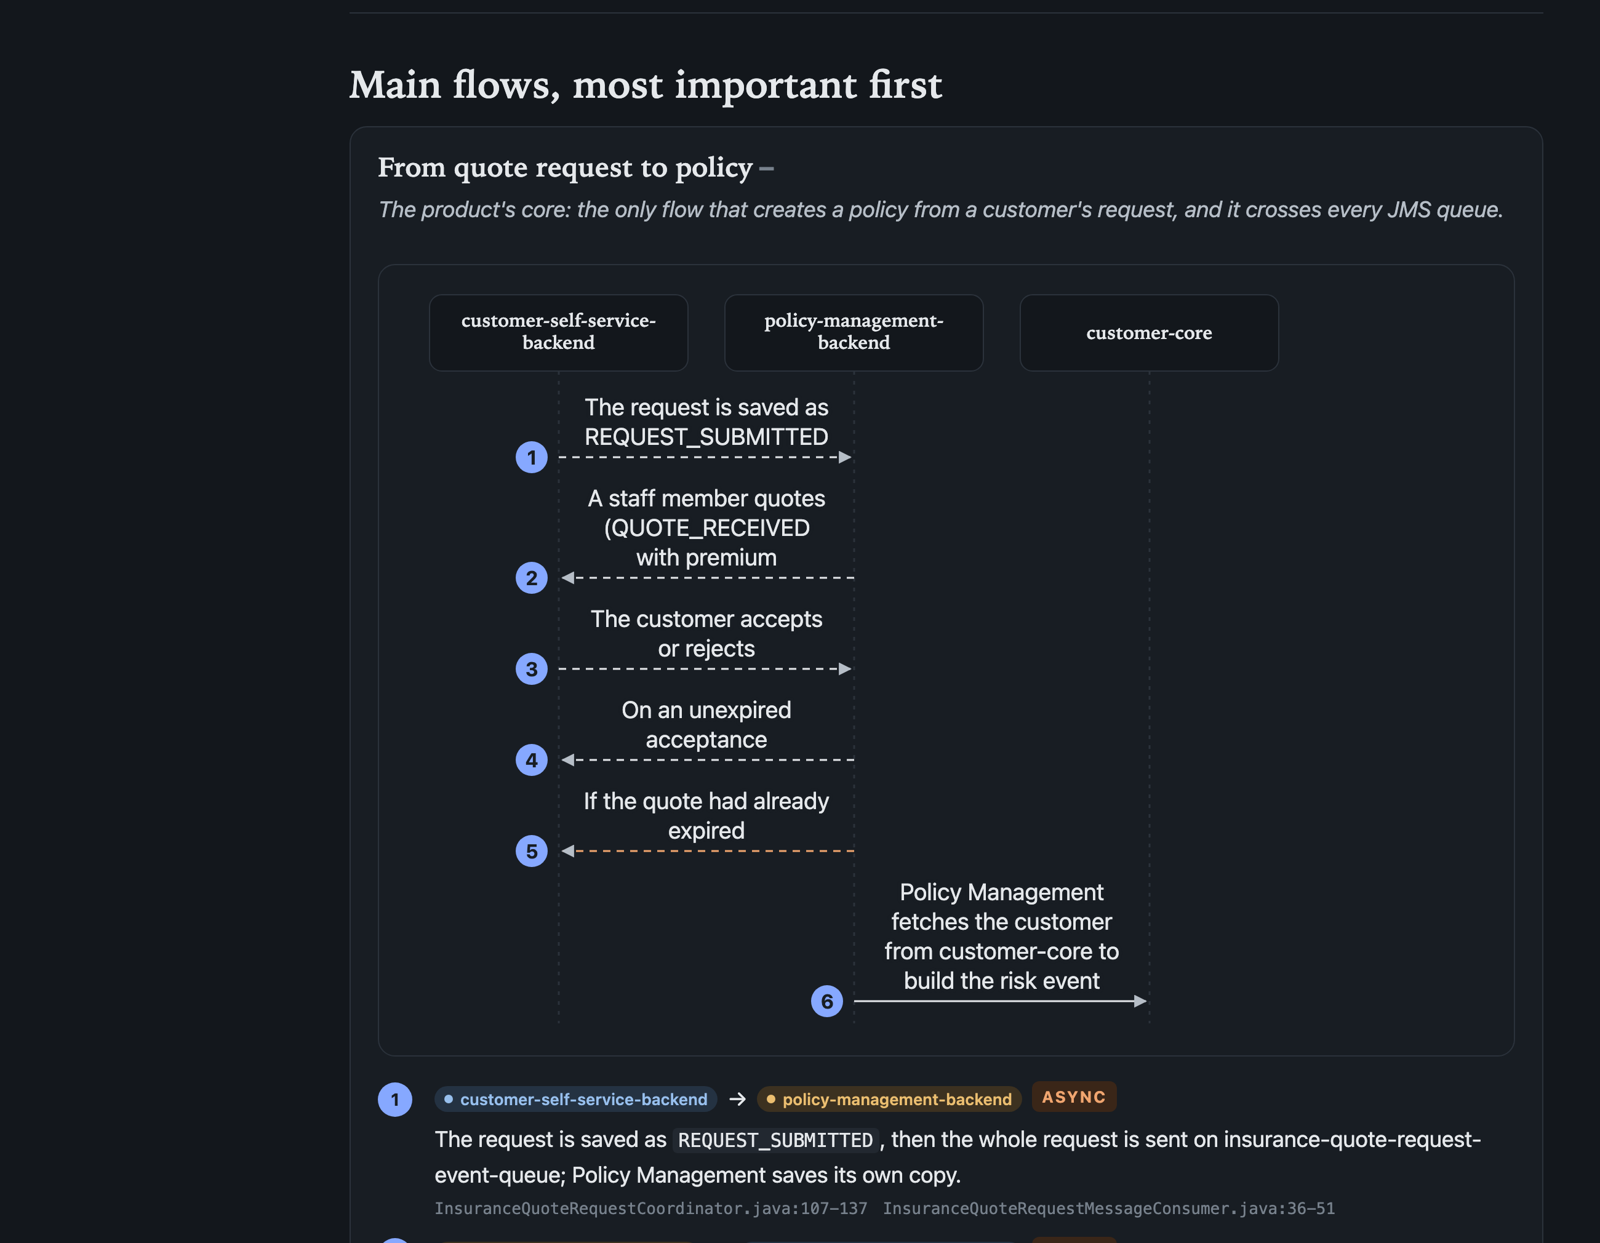 Main flows, most important first
From quote request to policy –
The product's core: the only flow that creates a policy from a customer's request, and it crosses every JMS queue.
customer-self-service-
backend
policy-management-
backend
customer-core
The request is saved as
REQUEST_SUBMITTED
1
A staff member quotes
(QUOTE_RECEIVED
with premium
2
The customer accepts
or rejects
3
On an unexpired
acceptance
4
If the quote had already
expired
5
Policy Management
fetches the customer
from customer-core to
build the risk event
6
1 customer-self-service-backend → policy-management-backend ASYNC
The request is saved as REQUEST_SUBMITTED, then the whole request is sent on insurance-quote-request-
event-queue; Policy Management saves its own copy.
InsuranceQuoteRequestCoordinator.java:107–137 InsuranceQuoteRequestMessageConsumer.java:36–51